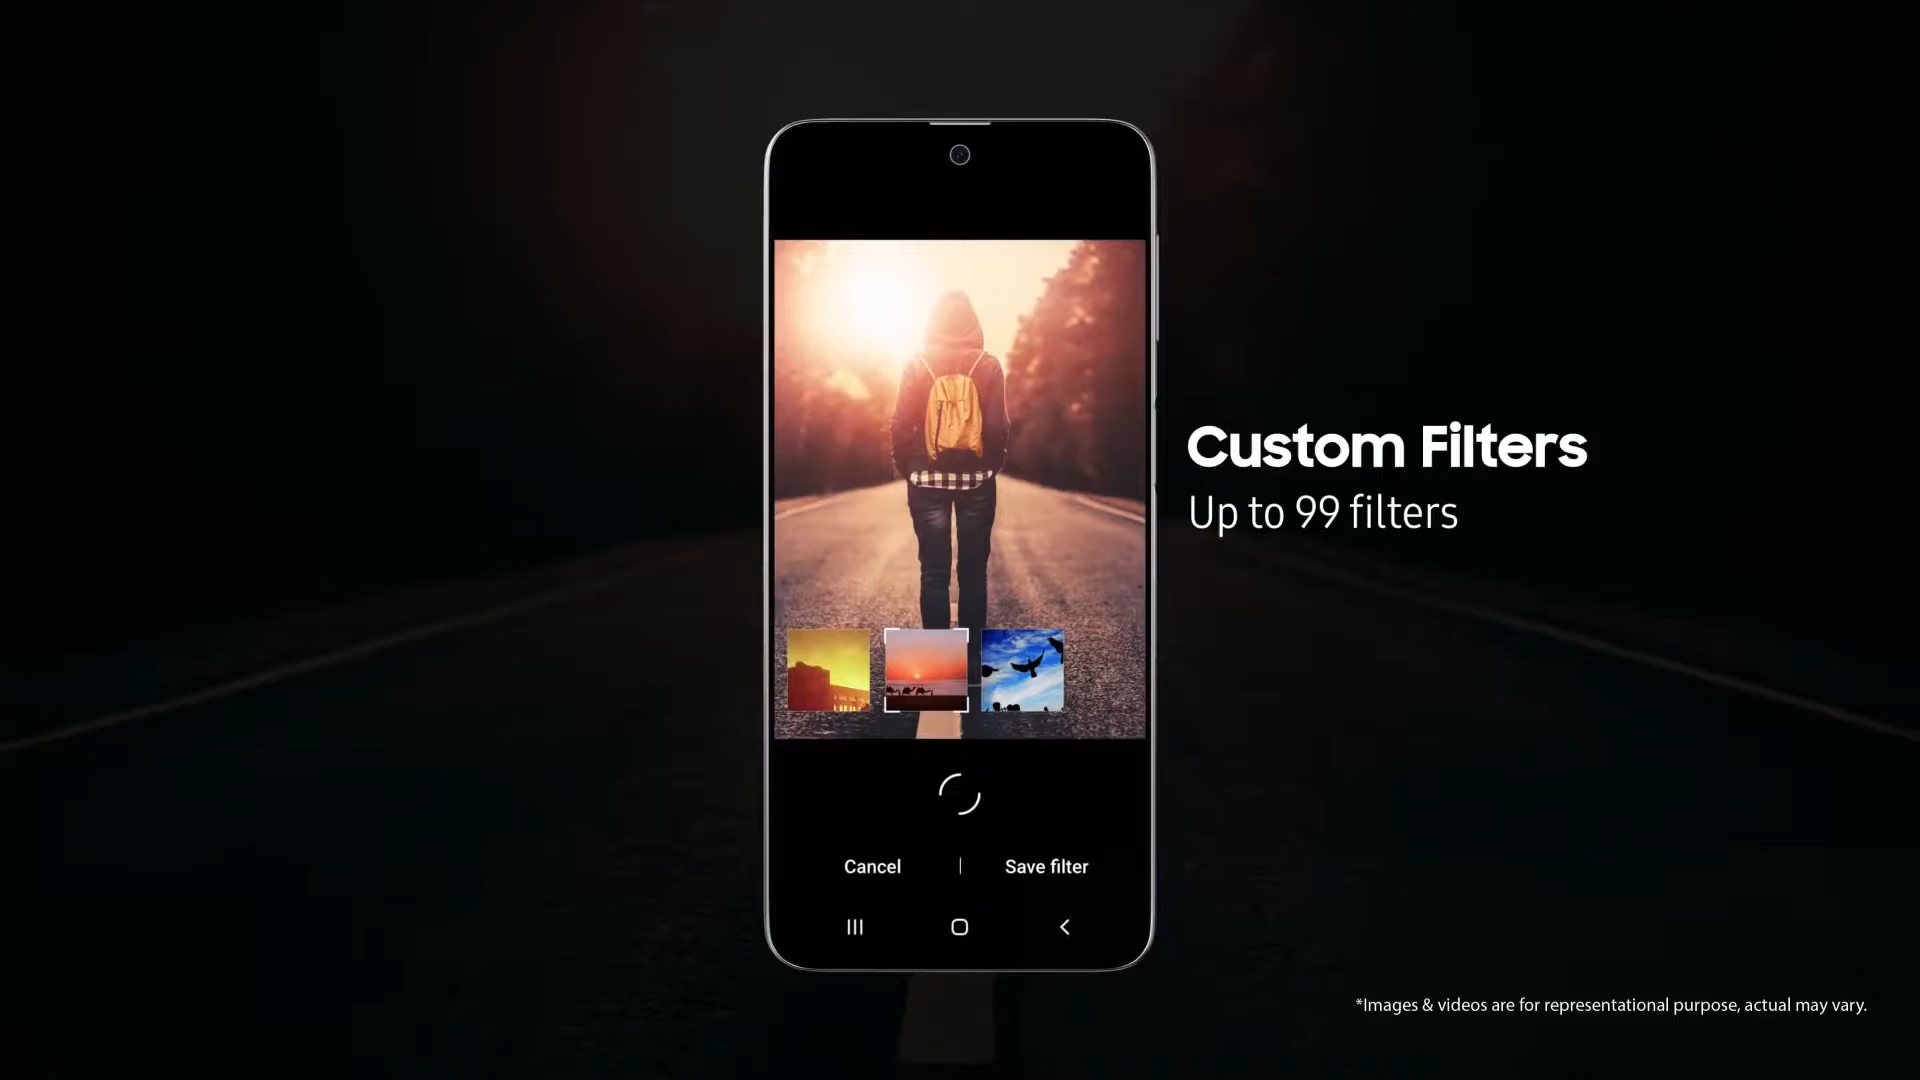 Custom Filters
Up to 99 filters
Cancel | Save filter
*Images & videos are for representational purpose, actual may vary.